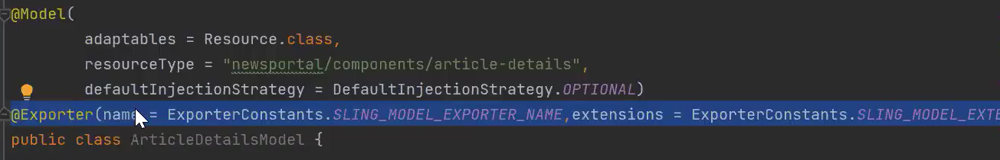 @Model(
adaptables = Resource.class,
resourceType = "newsportal/components/article-details",
defaultInjectionStrategy = DefaultInjectionStrategy.OPTIONAL)
@Exporter(name = ExporterConstants.SLING_MODEL_EXPORTER_NAME,extensions = ExporterConstants.SLING_MODEL_EXTE
public class ArticleDetailsModel {